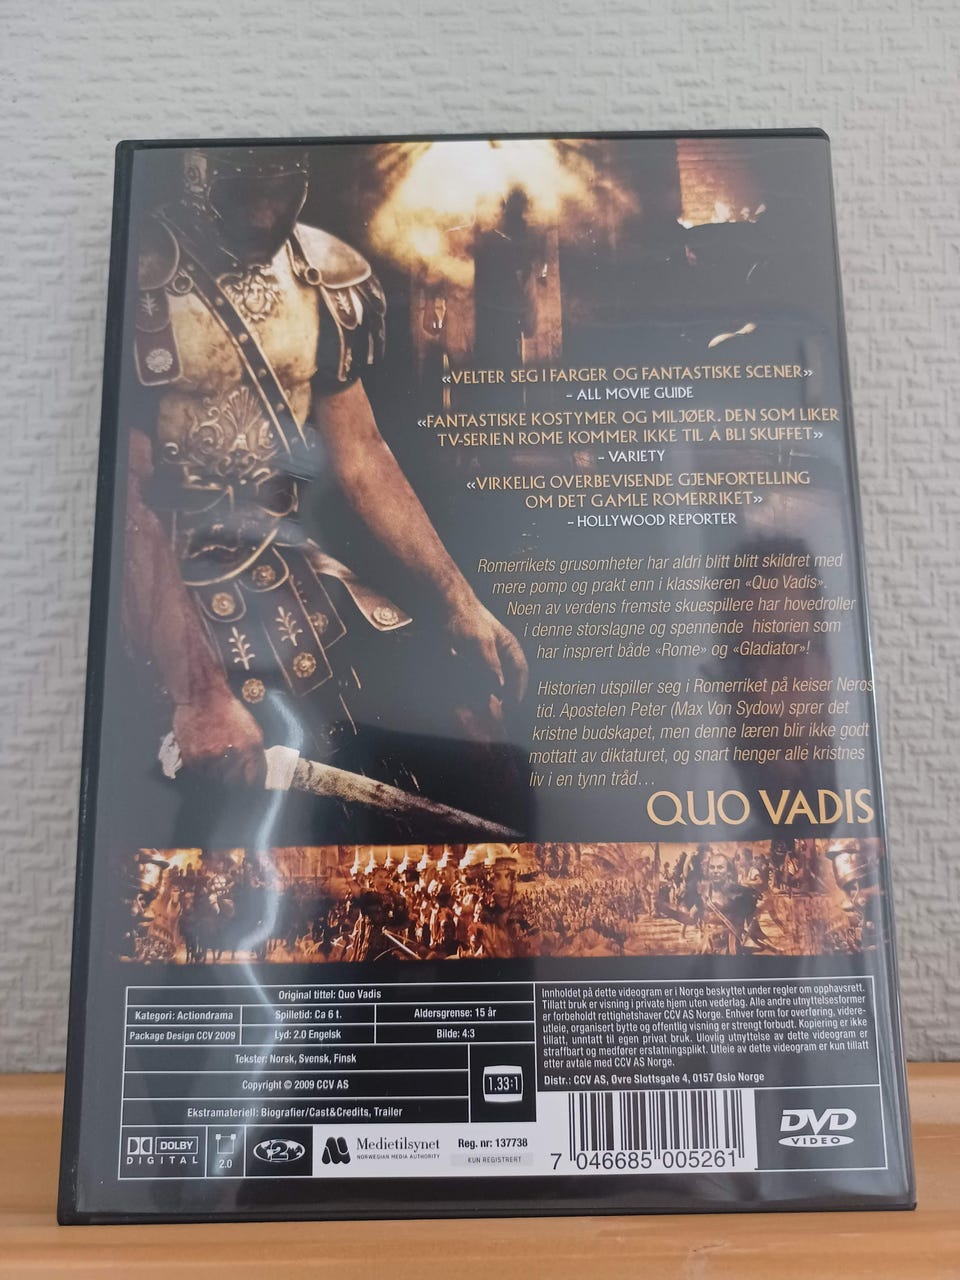 «VELTER SEG I FARGER OG FANTASTISKE SCENER»
– ALL MOVIE GUIDE
«FANTASTISKE KOSTYMER OG MILJØER. DEN SOM LIKER
TV-SERIEN ROME KOMMER IKKE TIL Å BLI SKUFFET»
– VARIETY
«VIRKELIG OVERBEVISENDE GJENFORTELLING
OM DET GAMLE ROMERRIKET»
– HOLLYWOOD REPORTER
Romerrikets grusomheter har aldri blitt blitt skildret med
mere pomp og prakt enn i klassikeren «Quo Vadis».
Noen av verdens fremste skuespillere har hovedroller
i denne storslagne og spennende historien som
har insprert både «Rome» og «Gladiator»!
Historien utspiller seg i Romerriket på keiser Neros
tid. Apostelen Peter (Max Von Sydow) sprer det
kristne budskapet, men denne læren blir ikke godt
mottatt av diktaturet, og snart henger alle kristnes
liv i en tynn tråd…
QUO VADIS
Original tittel: Quo Vadis
Kategori: Actiondrama Spilletid: Ca 6 t. Aldersgrense: 15 år
Package Design CCV 2009 Lyd: 2.0 Engelsk Bilde: 4:3
Tekster: Norsk, Svensk, Finsk
Copyright © 2009 CCV AS
1.33:1
Ekstramateriell: Biografier/Cast&Credits, Trailer
Innholdet på dette videogram er i Norge beskyttet under regler om opphavsrett.
Tillatt bruk er visning i private hjem uten vederlag. Alle andre utnyttelsesformer
er forbeholdt rettighetshaver CCV AS Norge. Enhver form for overføring, videre-
utleie, organisert bytte og offentlig visning er strengt forbudt. Kopiering er ikke
tillatt, unntatt til egen privat bruk. Ulovlig utnyttelse av dette videogram er
straffbart og medfører erstatningsplikt. Utleie av dette videogram er kun tillatt
etter avtale med CCV AS Norge.
Distr.: CCV AS, Øvre Slottsgate 4, 0157 Oslo Norge
DOLBY
DIGITAL
2.0
2
Medietilsynet
NORWEGIAN MEDIA AUTHORITY
Reg. nr: 137738
KUN REGISTRERT
7 046685 005261
DVD
VIDEO